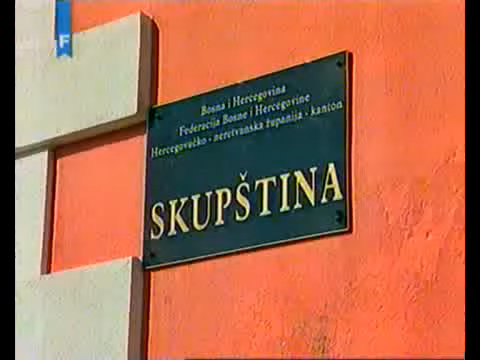 F
Bosna i Hercegovina
Federacija Bosne i Hercegovine
Hercegovačko - neretvanska županija - kanton
SKUPŠTINA